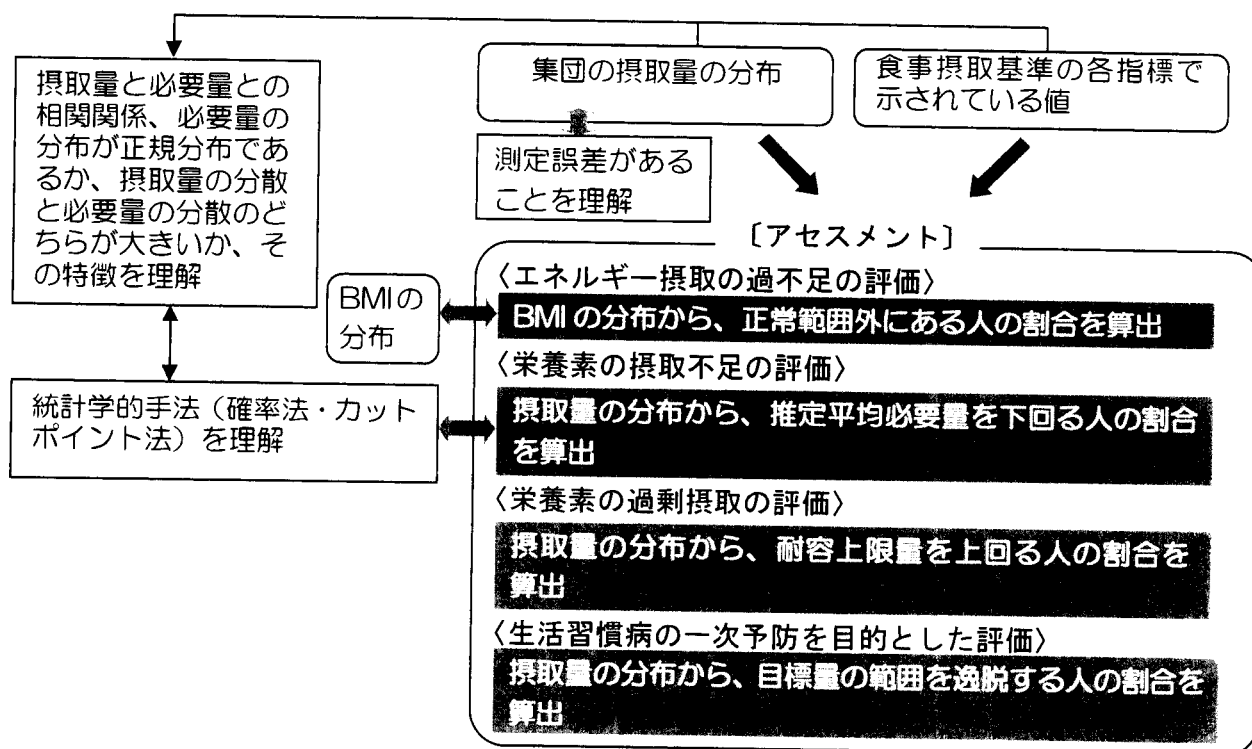 摂取量と必要量との
相関関係、必要量の
分布が正規分布であ
るか、摂取量の分散
と必要量の分散のど
ちらが大きいか、そ
の特徴を理解
集団の摂取量の分布
食事摂取基準の各指標で
示されている値
測定誤差がある
ことを理解
〔アセスメント〕
BMIの
分布
〈エネルギー摂取の過不足の評価〉
BMIの分布から、正常範囲外にある人の割合を算出
統計学的手法(確率法・カット
ポイント法)を理解
〈栄養素の摂取不足の評価〉
摂取量の分布から、推定平均必要量を下回る人の割合
を算出
〈栄養素の過剰摂取の評価〉
摂取量の分布から、耐容上限量を上回る人の割合を
算出
〈生活習慣病の一次予防を目的とした評価〉
摂取量の分布から、目標量の範囲を逸脱する人の割合を
算出